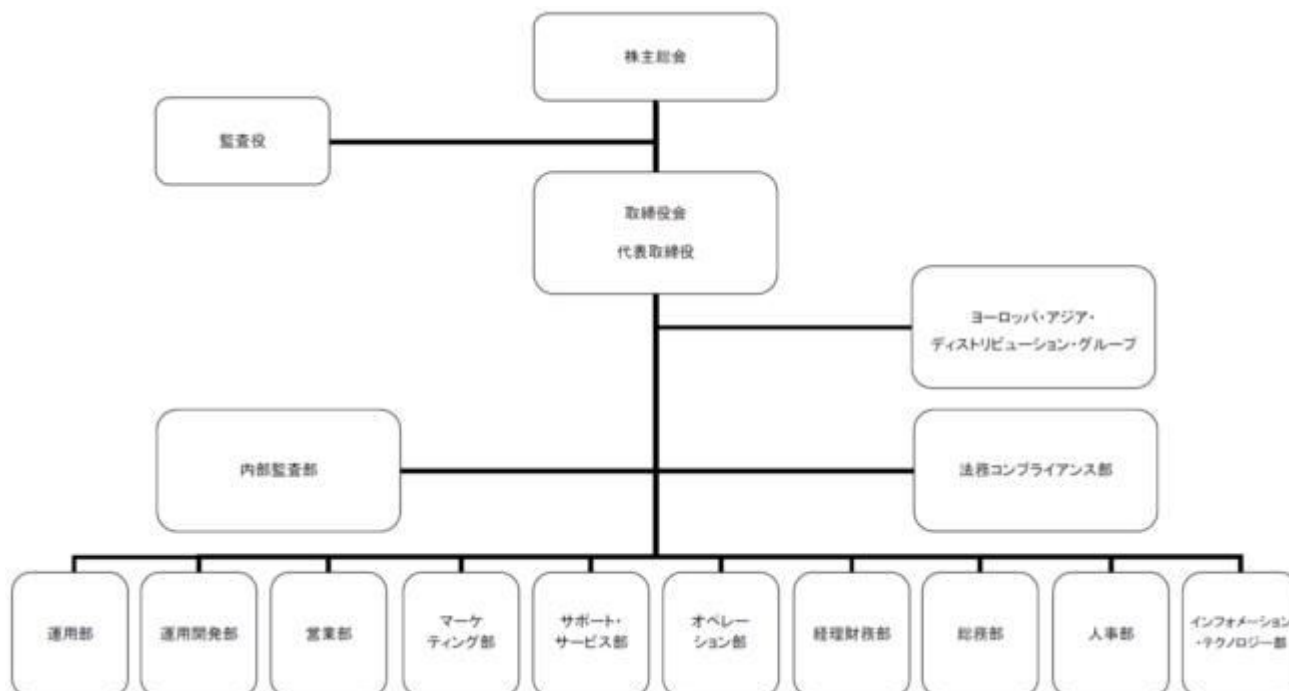 株主総会
監査役
取締役会
代表取締役
ヨーロッパ・アジア・
ディストリビューション・グループ
内部監査部
法務コンプライアンス部
運用部
運用開発部
営業部
マーケ
ティング部
サポート・
サービス部
オペレー
ション部
経理財務部
総務部
人事部
インフォメーション
・テクノロジー部